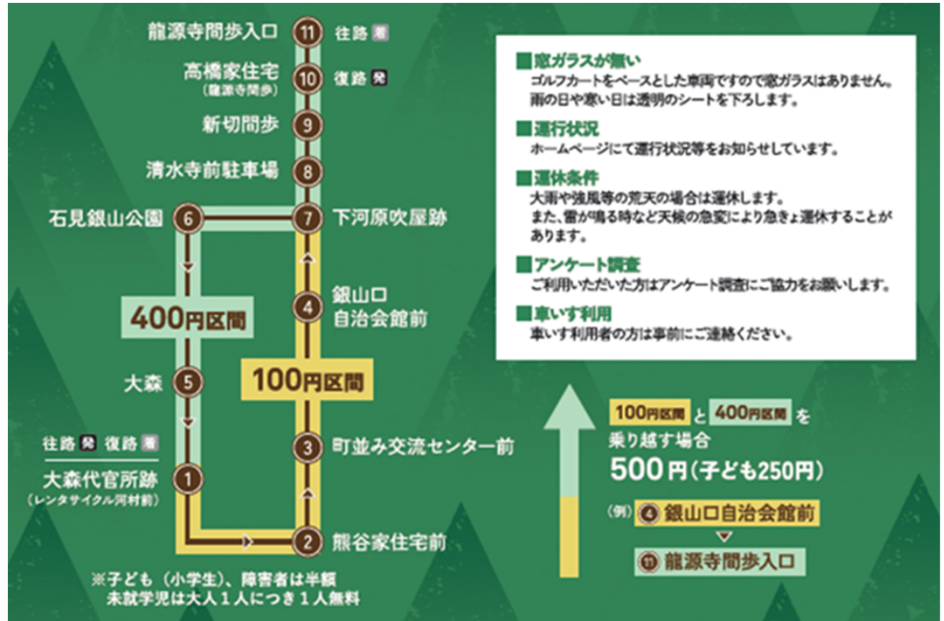 龍源寺間歩入口
11
往路 着
高橋家住宅
(龍源寺間歩)
10
復路 発
新切間歩
9
清水寺前駐車場
8
石見銀山公園
6
7
下河原吹屋跡
400円区間
4
銀山口
自治会館前
100円区間
大森
5
往路 発 復路 着
大森代官所跡
(レンタサイクル河村前)
1
3
町並み交流センター前
2
熊谷家住宅前
※子ども(小学生)、障害者は半額
未就学児は大人1人につき1人無料
■窓ガラスが無い
ゴルフカートをベースとした車両ですので窓ガラスはありません。
雨の日や寒い日は透明のシートを下ろします。
■運行状況
ホームページにて運行状況等をお知らせしています。
■運休条件
大雨や強風等の荒天の場合は運休します。
また、雷が鳴る時など天候の急変により急きょ運休することが
あります。
■アンケート調査
ご利用いただいた方はアンケート調査にご協力をお願いします。
■車いす利用
車いす利用者の方は事前にご連絡ください。
100円区間 と 400円区間 を
乗り越す場合
500円(子ども250円)
(例) 4 銀山口自治会館前
11 龍源寺間歩入口